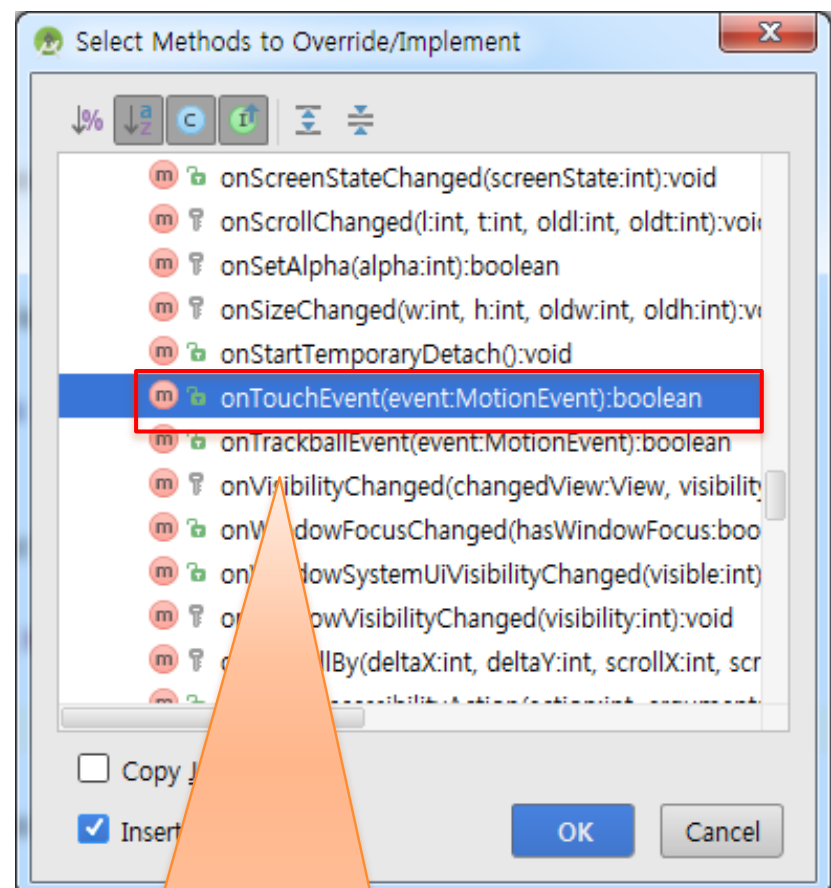 Select Methods to Override/Implement
onScreenStateChanged(screenState:int):void
onScrollChanged(l:int, t:int, oldl:int, oldt:int):voi
onSetAlpha(alpha:int):boolean
onSizeChanged(w:int, h:int, oldw:int, oldh:int):v
onStartTemporaryDetach():void
onTouchEvent(event:MotionEvent):boolean
onTrackballEvent(event:MotionEvent):boolean
onVisibilityChanged(changedView:View, visibility
dowFocusChanged(hasWindowFocus:boo
dowSystemUiVisibilityChanged(visible:int)
owVisibilityChanged(visibility:int):void
llBy(deltaX:int, deltaY:int, scrollX:int, scr
Copy J
Insert
OK Cancel